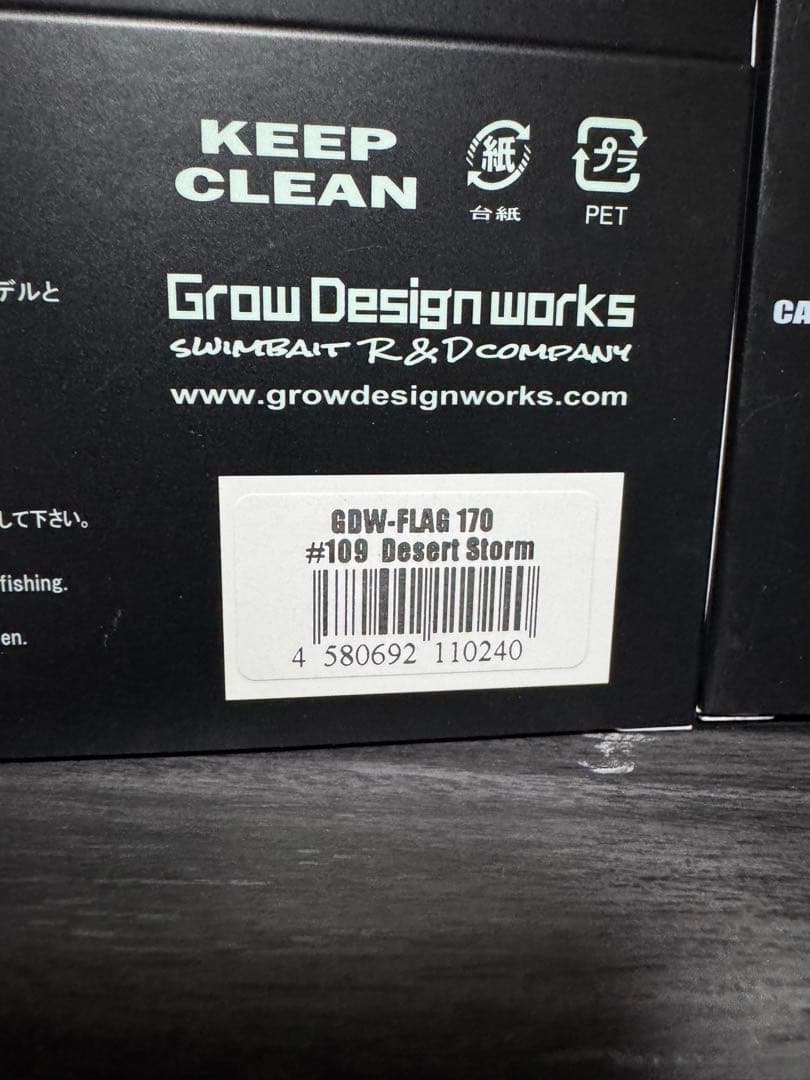 KEEP
CLEAN
紙
台紙
プラ
PET
デルと
Grow Design works
SWIMBAIT R & D COMPANY
www.growdesignworks.com
CA
して下さい。
fishing.
en.
GDW-FLAG 170
#109 Desert Storm
4 580692 110240